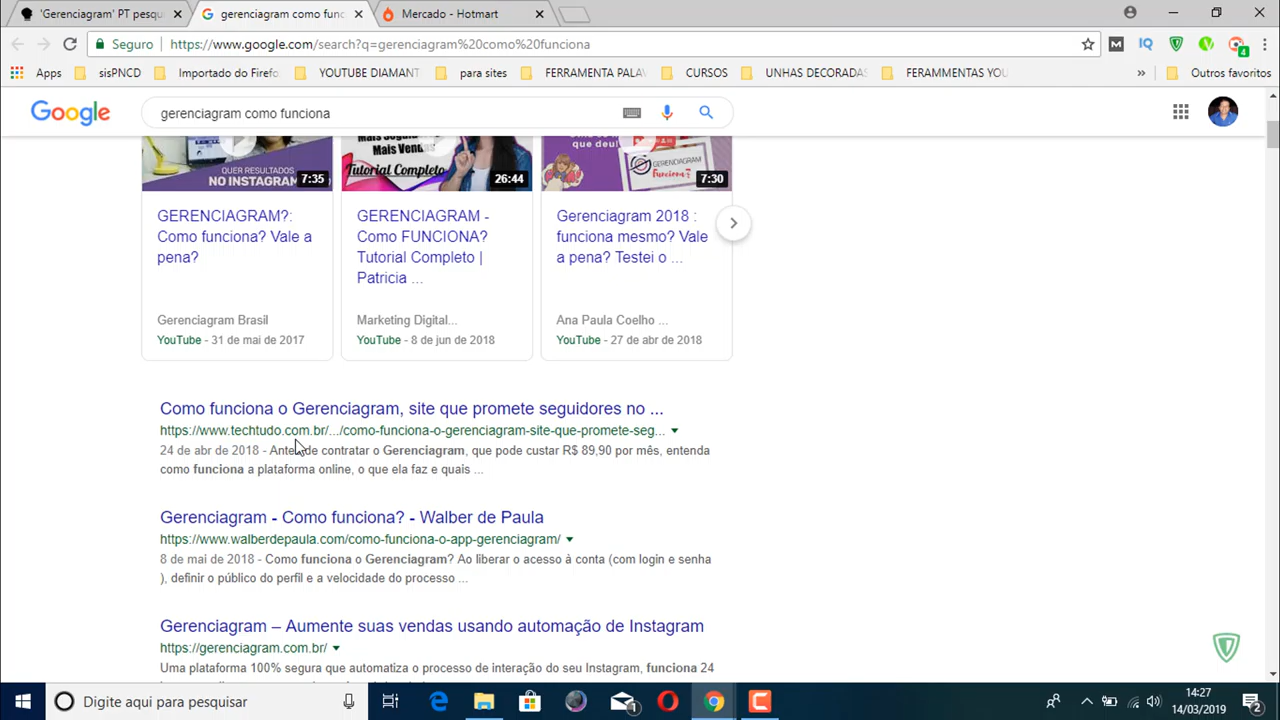 'Gerenciagram' PT pesqu
gerenciagram como func
Mercado - Hotmart
Seguro
https://www.google.com/search?q=gerenciagram%20como%20funciona
M
IQ
4
Apps
sisPNCD
Importado do Firefo
YOUTUBE DIAMANT
para sites
FERRAMENTA PALA
CURSOS
UNHAS DECORADA
FERAMMENTAS YOU
»
Outros favoritos
Google
gerenciagram como funciona
QUER RESULTADOS
NO INSTAGRAM
7:35
Mais Vendas
Tutorial Completo
26:44
que deu!
GERENCIAGRAM
Funciona?
7:30
GERENCIAGRAM?:
Como funciona? Vale a
pena?
Gerenciagram Brasil
YouTube - 31 de mai de 2017
GERENCIAGRAM -
Como FUNCIONA?
Tutorial Completo |
Patricia ...
Marketing Digital...
YouTube - 8 de jun de 2018
Gerenciagram 2018 :
funciona mesmo? Vale
a pena? Testei o ...
Ana Paula Coelho ...
YouTube - 27 de abr de 2018
Como funciona o Gerenciagram, site que promete seguidores no ...
https://www.techtudo.com.br/.../como-funciona-o-gerenciagram-site-que-promete-seg...
24 de abr de 2018 - Antes de contratar o Gerenciagram, que pode custar R$ 89,90 por mês, entenda
como funciona a plataforma online, o que ela faz e quais ...
Gerenciagram - Como funciona? - Walber de Paula
https://www.walberdepaula.com/como-funciona-o-app-gerenciagram/
8 de mai de 2018 - Como funciona o Gerenciagram? Ao liberar o acesso à conta (com login e senha
), definir o público do perfil e a velocidade do processo ...
Gerenciagram – Aumente suas vendas usando automação de Instagram
https://gerenciagram.com.br/
Uma plataforma 100% segura que automatiza o processo de interação do seu Instagram, funciona 24
Digite aqui para pesquisar
1
14:27
14/03/2019
2